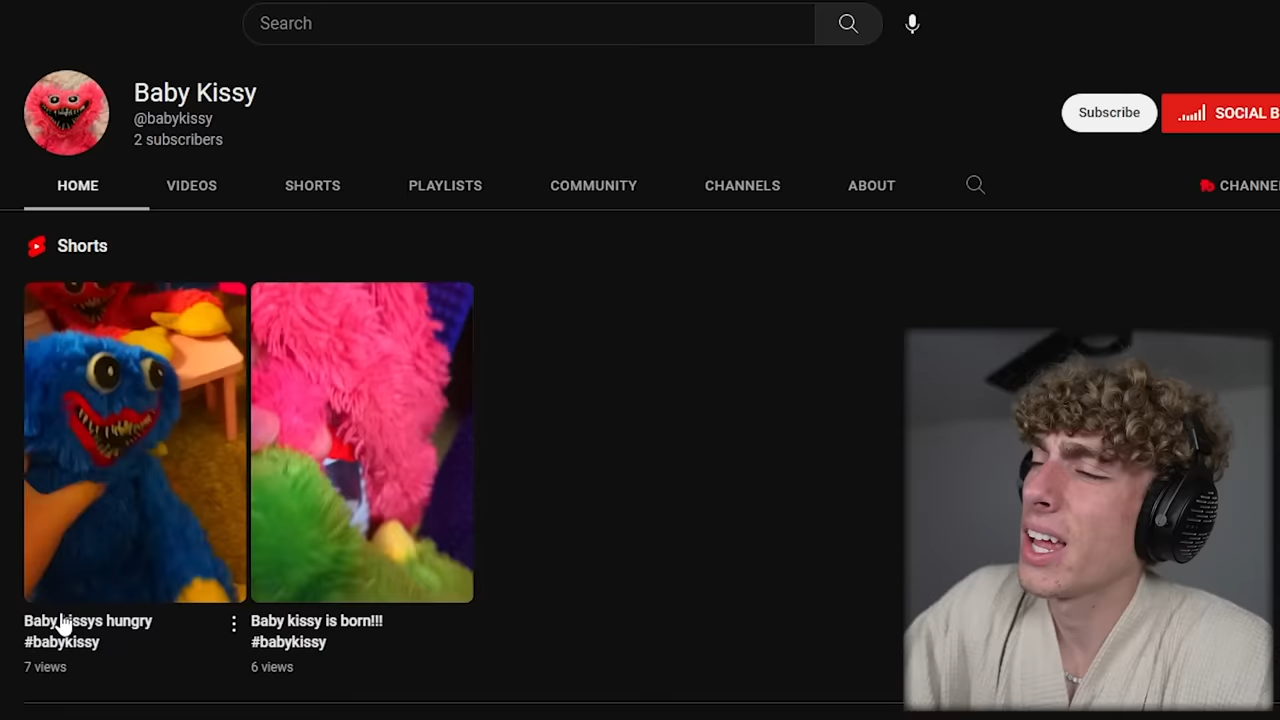 Search
Baby Kissy
@babykissy
2 subscribers
Subscribe
SOCIAL B
HOME
VIDEOS
SHORTS
PLAYLISTS
COMMUNITY
CHANNELS
ABOUT
CHANNE
Shorts
Baby kissys hungry
#babykissy
7 views
Baby kissy is born!!!
#babykissy
6 views